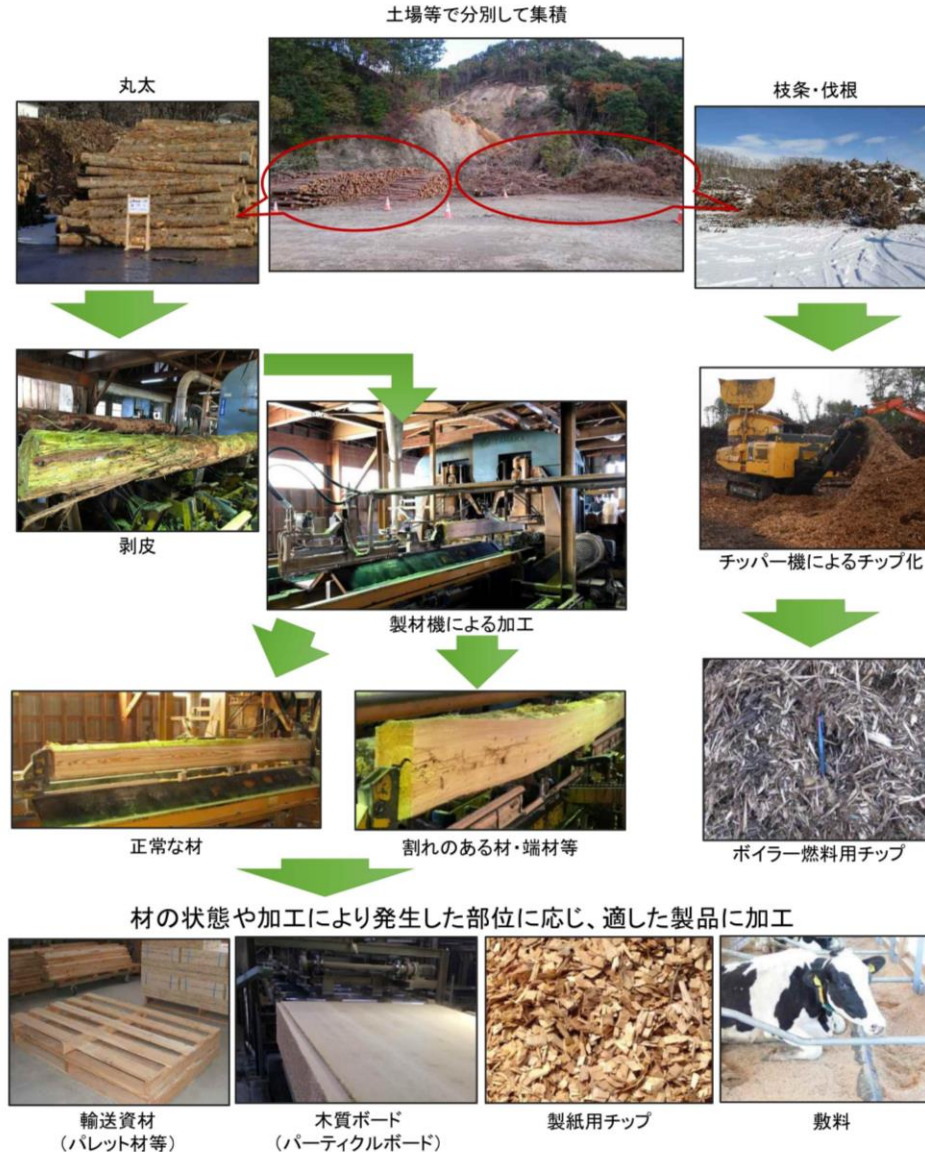 土場等で分別して集積
丸太
枝条・伐根
剥皮
製材機による加工
チッパー機によるチップ化
正常な材
割れのある材・端材等
ボイラー燃料用チップ
材の状態や加工により発生した部位に応じ、適した製品に加工
輸送資材
（パレット材等）
木質ボード
（パーティクルボード）
製紙用チップ
敷料